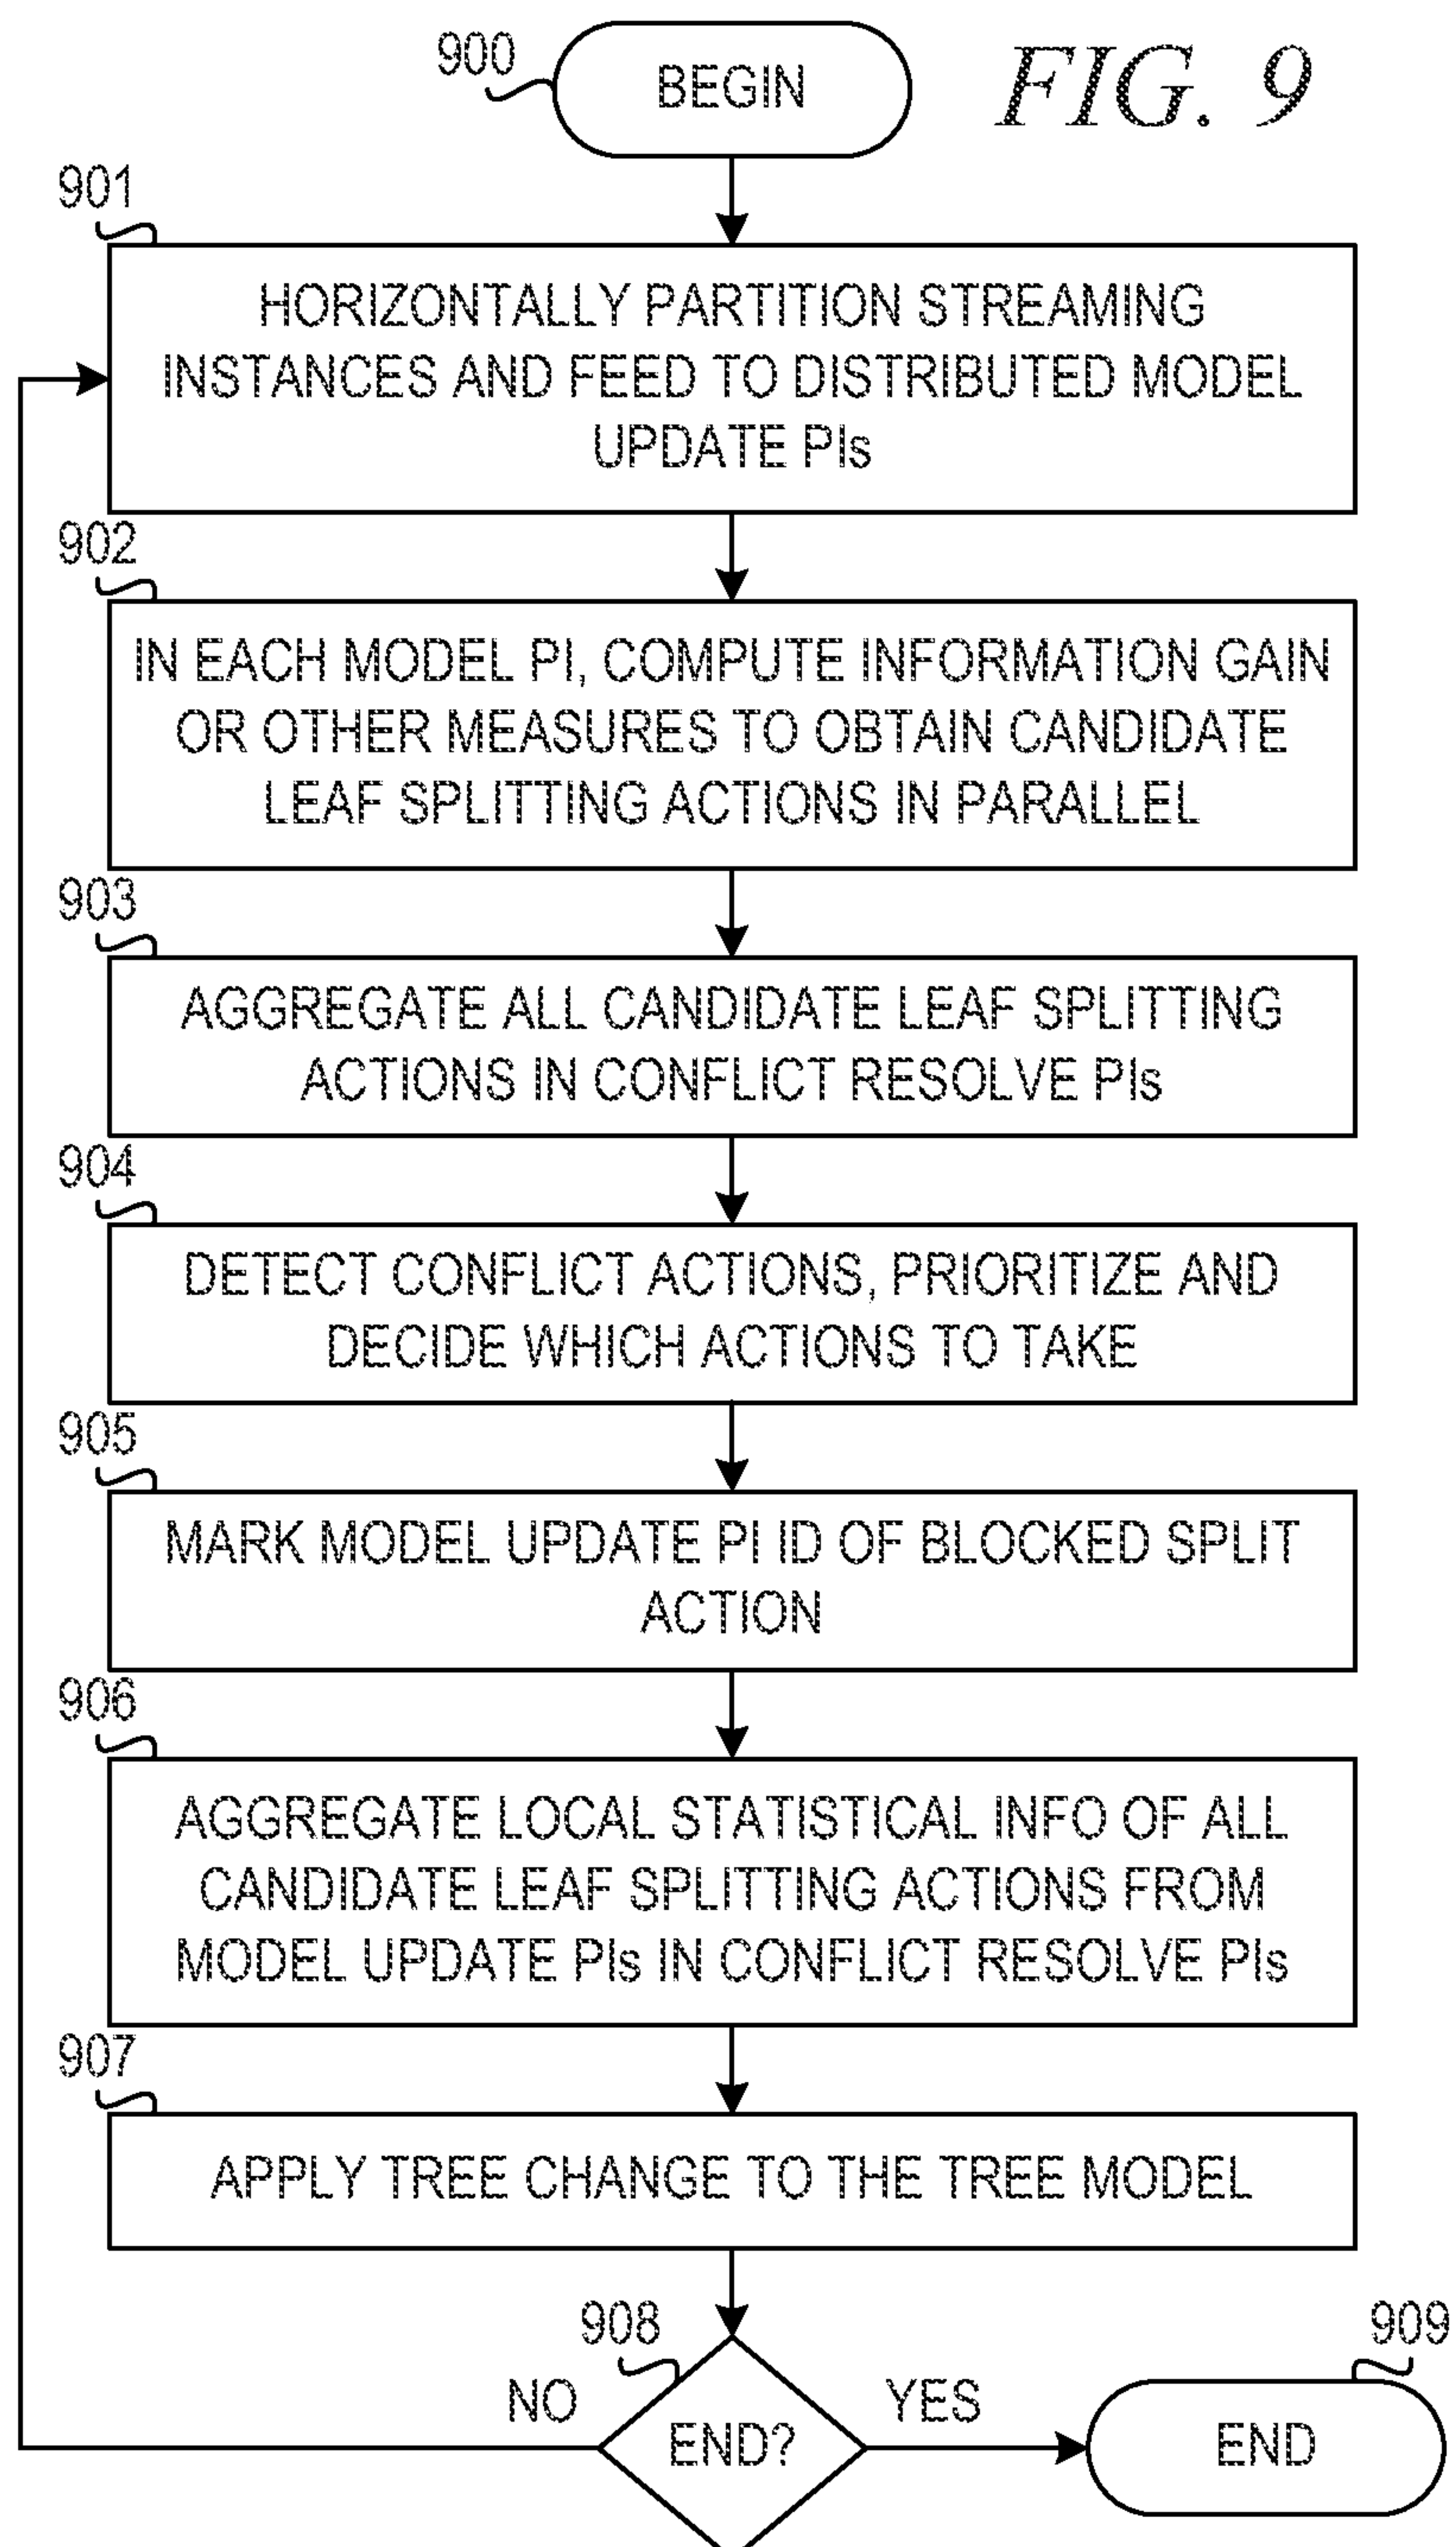 900
BEGIN
FIG. 9
901
HORIZONTALLY PARTITION STREAMING
INSTANCES AND FEED TO DISTRIBUTED MODEL
UPDATE PIs
902
IN EACH MODEL PI, COMPUTE INFORMATION GAIN
OR OTHER MEASURES TO OBTAIN CANDIDATE
LEAF SPLITTING ACTIONS IN PARALLEL
903
AGGREGATE ALL CANDIDATE LEAF SPLITTING
ACTIONS IN CONFLICT RESOLVE PIs
904
DETECT CONFLICT ACTIONS, PRIORITIZE AND
DECIDE WHICH ACTIONS TO TAKE
905
MARK MODEL UPDATE PI ID OF BLOCKED SPLIT
ACTION
906
AGGREGATE LOCAL STATISTICAL INFO OF ALL
CANDIDATE LEAF SPLITTING ACTIONS FROM
MODEL UPDATE PIs IN CONFLICT RESOLVE PIs
907
APPLY TREE CHANGE TO THE TREE MODEL
908
909
NO
END?
YES
END